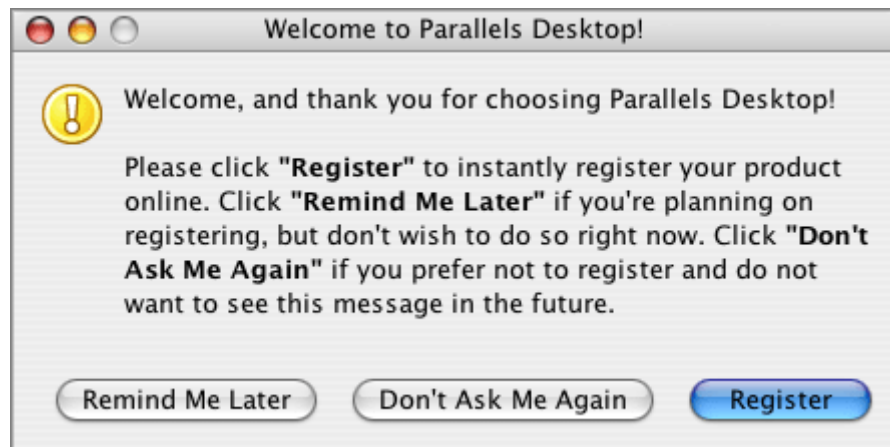 Welcome to Parallels Desktop!
Welcome, and thank you for choosing Parallels Desktop!
Please click "Register" to instantly register your product
online. Click "Remind Me Later" if you're planning on
registering, but don't wish to do so right now. Click "Don't
Ask Me Again" if you prefer not to register and do not
want to see this message in the future.
Remind Me Later Don't Ask Me Again Register